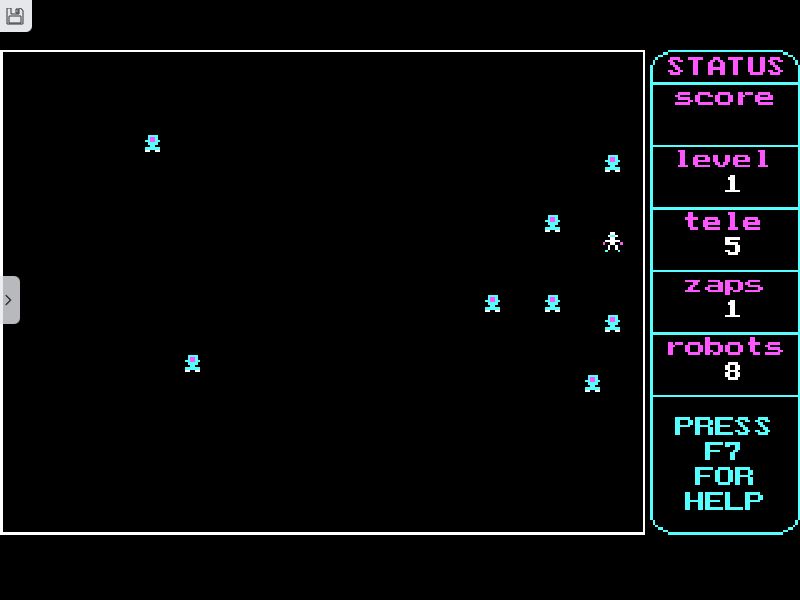 STATUS
score
level
1
tele
5
zaps
1
robots
8
PRESS
F7
FOR
HELP